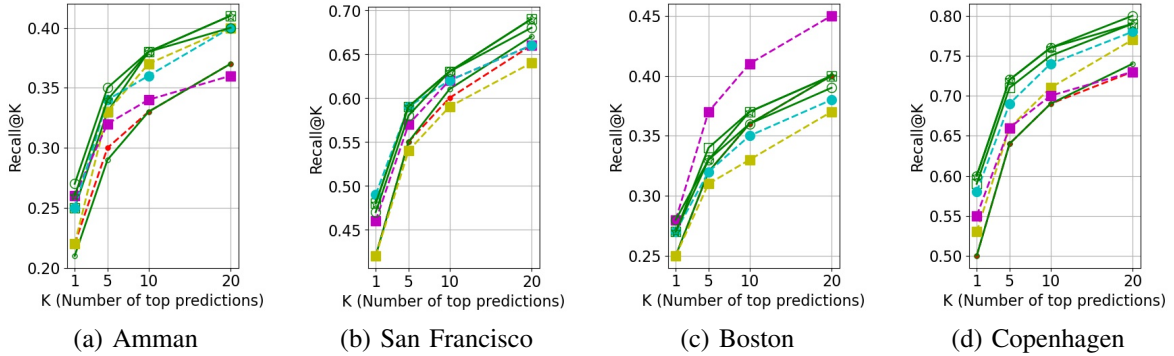 0.40
0.35
0.30
0.25
0.20
Recall@K
1 5 10 20
K (Number of top predictions)
(a) Amman
0.70
0.65
0.60
0.55
0.50
0.45
Recall@K
1 5 10 20
K (Number of top predictions)
(b) San Francisco
0.45
0.40
0.35
0.30
0.25
Recall@K
1 5 10 20
K (Number of top predictions)
(c) Boston
0.80
0.75
0.70
0.65
0.60
0.55
0.50
Recall@K
1 5 10 20
K (Number of top predictions)
(d) Copenhagen